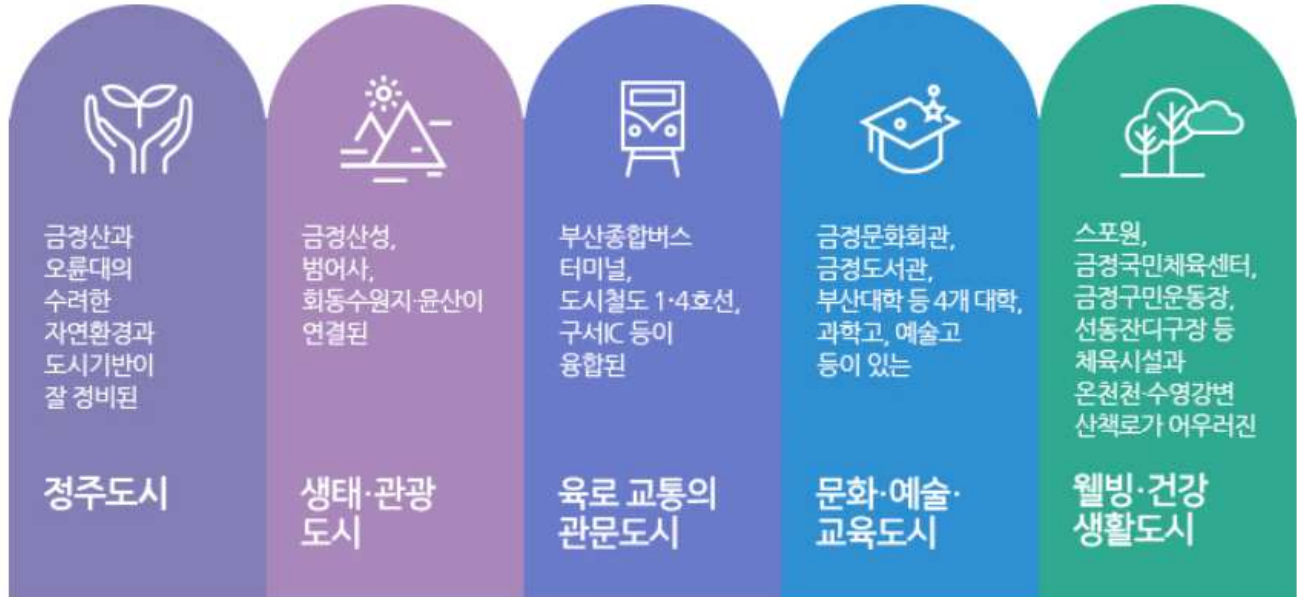 금정산과
오륜대의
수려한
자연환경과
도시기반이
잘 정비된
정주도시
금정산성,
범어사,
회동수원지·윤산이
연결된
생태·관광
도시
부산종합버스
터미널,
도시철도 1·4호선,
구서IC 등이
융합된
육로 교통의
관문도시
금정문화회관,
금정도서관,
부산대학 등 4개 대학,
과학고, 예술고
등이 있는
문화·예술·
교육도시
스포원,
금정국민체육센터,
금정구민운동장,
선동잔디구장 등
체육시설과
온천천·수영강변
산책로가 어우러진
웰빙·건강
생활도시